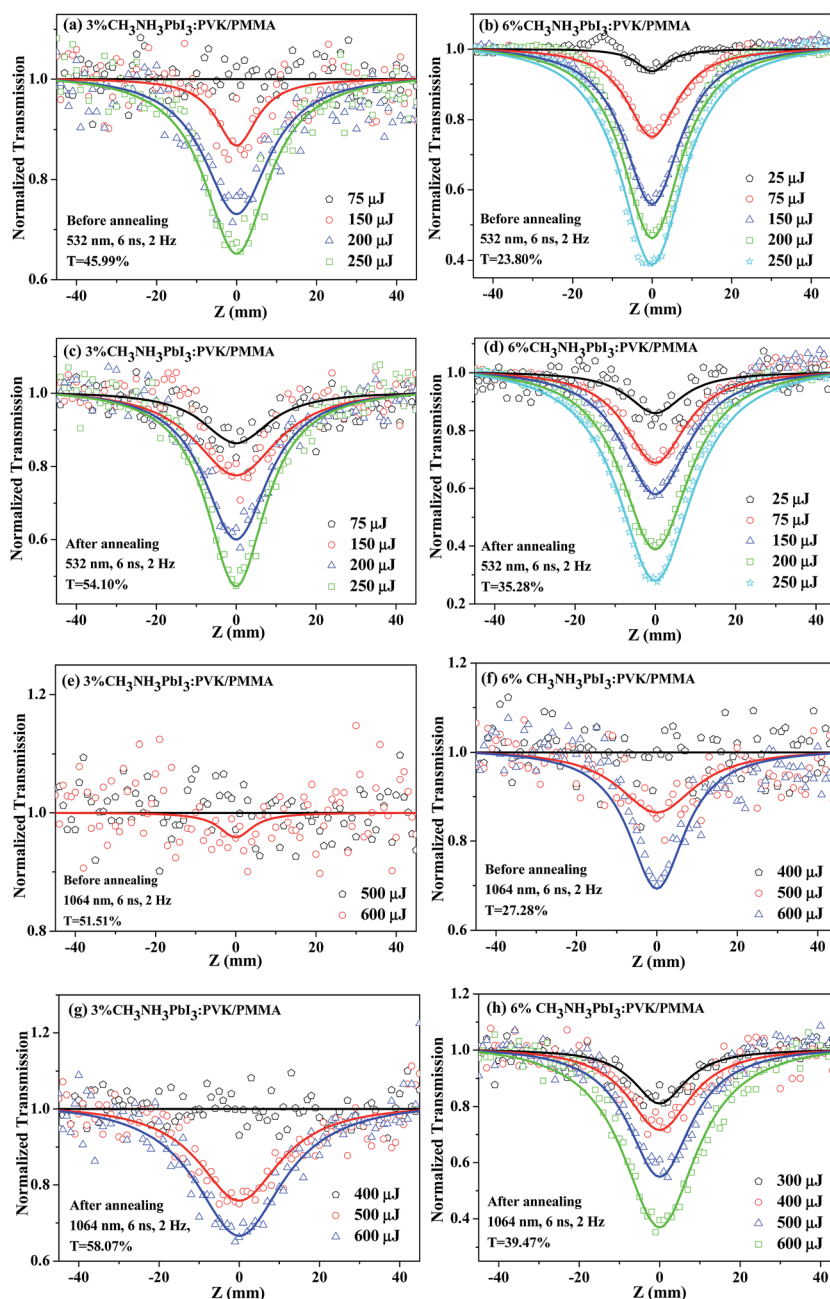 (a) 3%CH3NH3PbI3:PVK/PMMA
1.0
0.8
0.6
Normalized Transmission
75 μJ
150 μJ
200 μJ
250 μJ
Before annealing
532 nm, 6 ns, 2 Hz
T=45.99%
-40 -20 0 20 40
Z (mm)
(b) 6%CH3NH3PbI3:PVK/PMMA
1.0
0.8
0.6
0.4
Normalized Transmission
25 μJ
75 μJ
150 μJ
200 μJ
250 μJ
Before annealing
532 nm, 6 ns, 2 Hz
T=23.80%
-40 -20 0 20 40
Z (mm)
(c) 3%CH3NH3PbI3:PVK/PMMA
1.0
0.8
0.6
Normalized Transmission
75 μJ
150 μJ
200 μJ
250 μJ
After annealing
532 nm, 6 ns, 2 Hz
T=54.10%
-40 -20 0 20 40
Z (mm)
(d) 6%CH3NH3PbI3:PVK/PMMA
1.0
0.8
0.6
0.4
0.2
Normalized Transmission
25 μJ
75 μJ
150 μJ
200 μJ
250 μJ
After annealing
532 nm, 6 ns, 2 Hz
T=35.28%
-40 -20 0 20 40
Z (mm)
(e) 3%CH3NH3PbI3:PVK/PMMA
1.2
1.0
0.8
Normalized Transmission
Before annealing
1064 nm, 6 ns, 2 Hz
T=51.51%
500 μJ
600 μJ
-40 -20 0 20 40
Z (mm)
(f) 6% CH3NH3PbI3:PVK/PMMA
1.2
1.0
0.8
0.6
Normalized Transmission
Before annealing
1064 nm, 6 ns, 2 Hz
T=27.28%
400 μJ
500 μJ
600 μJ
-40 -20 0 20 40
Z (mm)
(g) 3%CH3NH3PbI3:PVK/PMMA
1.2
1.0
0.8
0.6
Normalized Transmission
After annealing
1064 nm, 6 ns, 2 Hz,
T=58.07%
400 μJ
500 μJ
600 μJ
-40 -20 0 20 40
Z (mm)
(h) 6% CH3NH3PbI3:PVK/PMMA
1.2
1.0
0.8
0.6
0.4
Normalized Transmission
300 μJ
400 μJ
500 μJ
600 μJ
After annealing
1064 nm, 6 ns, 2 Hz
T=39.47%
-40 -20 0 20 40
Z (mm)